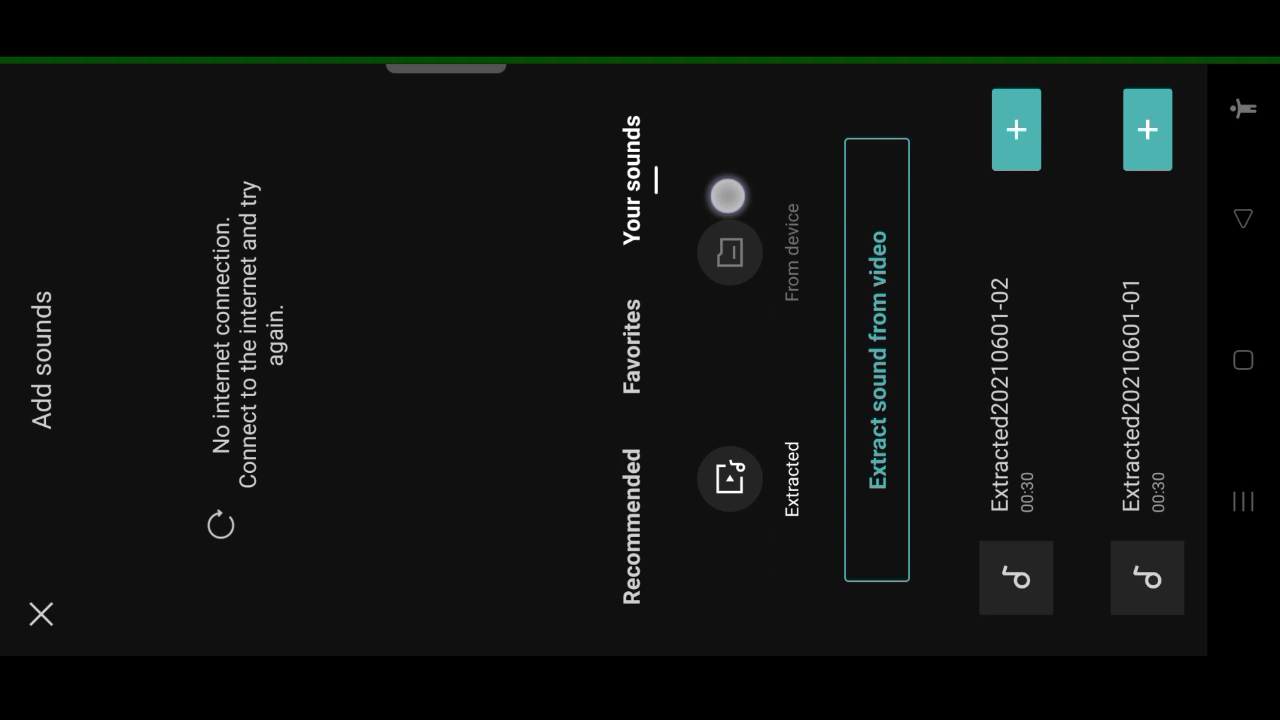 Add sounds
No internet connection.
Connect to the internet and try
again.
Recommended Favorites Your sounds
Extracted From device
Extract sound from video
Extracted20210601-02
00:30
Extracted20210601-01
00:30